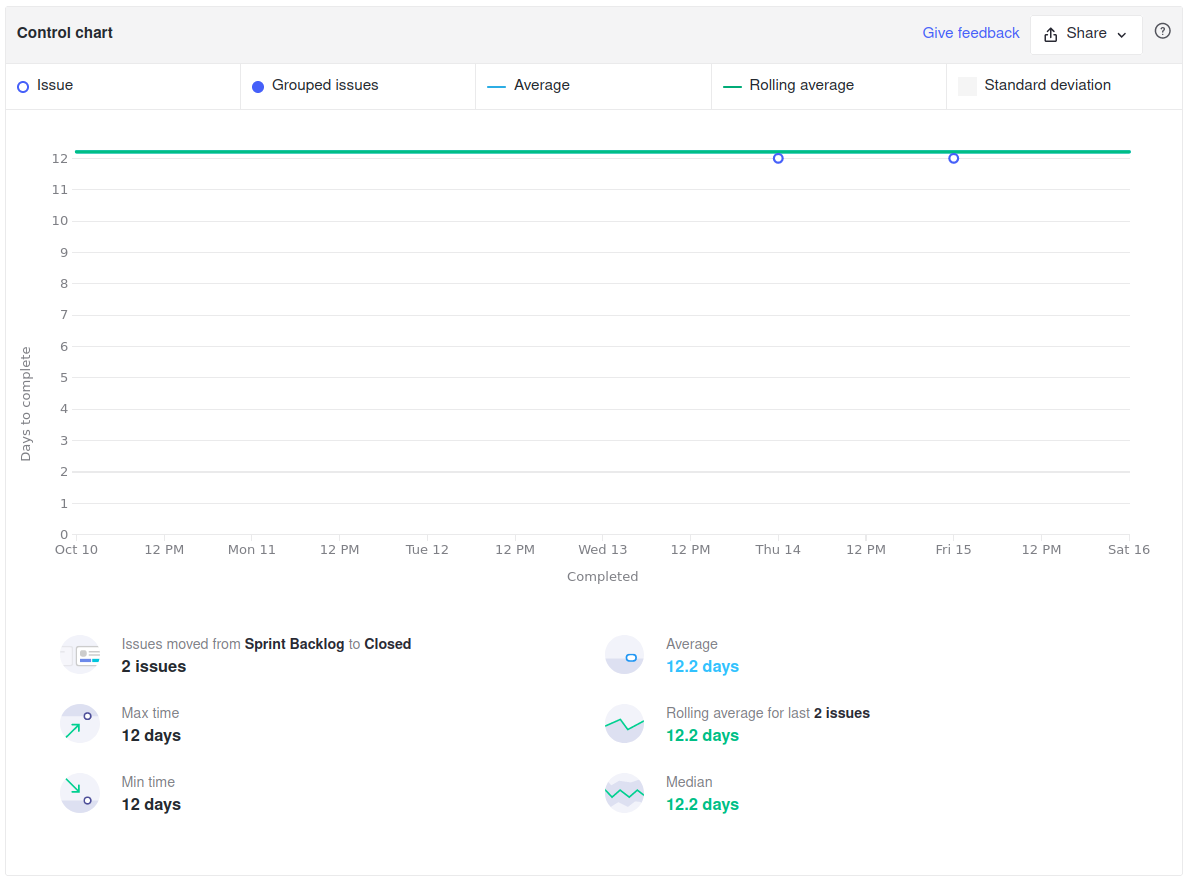 Control chart
Give feedback
Share
Issue
Grouped issues
Average
Rolling average
Standard deviation
12
11
10
9
8
7
6
5
4
3
2
1
0
Days to complete
Oct 10
12 PM
Mon 11
12 PM
Tue 12
12 PM
Wed 13
12 PM
Thu 14
12 PM
Fri 15
12 PM
Sat 16
Completed
Issues moved from Sprint Backlog to Closed
2 issues
Average
12.2 days
Max time
12 days
Rolling average for last 2 issues
12.2 days
Min time
12 days
Median
12.2 days